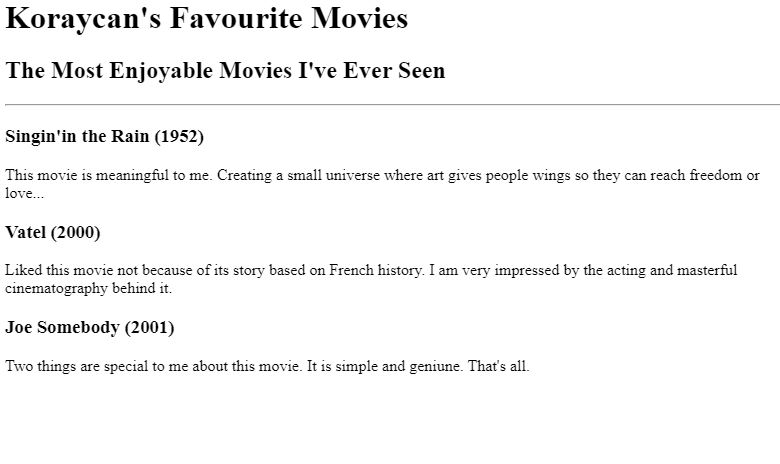 Koraycan's Favourite Movies
The Most Enjoyable Movies I've Ever Seen
Singin'in the Rain (1952)
This movie is meaningful to me. Creating a small universe where art gives people wings so they can reach freedom or
love...
Vatel (2000)
Liked this movie not because of its story based on French history. I am very impressed by the acting and masterful
cinematography behind it.
Joe Somebody (2001)
Two things are special to me about this movie. It is simple and geniune. That's all.